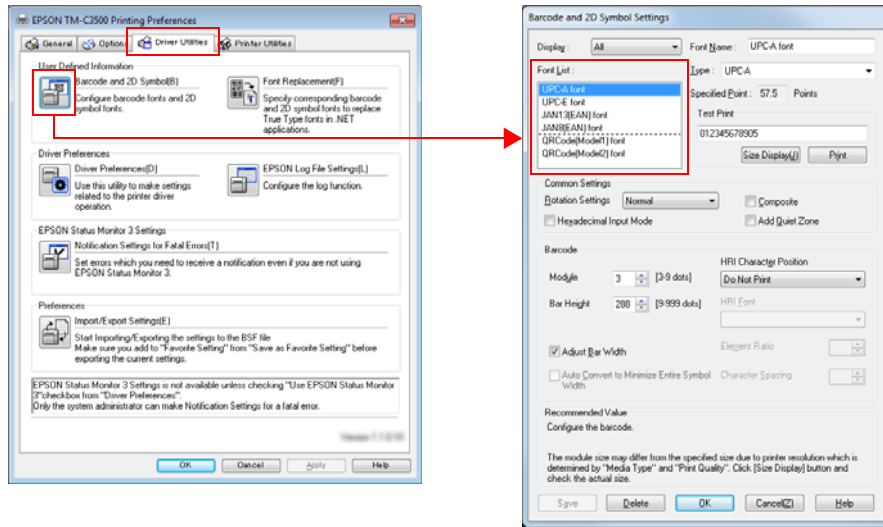 EPSON TM-C3500 Printing Preferences
General
Option
Driver Utilities
Printer Utilities
User Defined Information
Barcode and 2D Symbol(B)
Configure barcode fonts and 2D
symbol fonts.
Font Replacement(F)
Specify corresponding barcode
and 2D symbol fonts to replace
True Type fonts in .NET
applications.
Driver Preferences
Driver Preferences(D)
Use this utility to make settings
related to the printer driver
operation.
EPSON Log File Settings(L)
Configure the log function.
EPSON Status Monitor 3 Settings
Notification Settings for Fatal Errors(T)
Set errors which you need to receive a notification even if you are not using
EPSON Status Monitor 3.
Preferences
Import/Export Settings(E)
Start Importing/Exporting the settings to the BSF file
Make sure you add to "Favorite Setting" from "Save as Favorite Setting" before
exporting the current settings.
EPSON Status Monitor 3 Settings is not available unless checking "Use EPSON Status Monitor
3"checkbox from "Driver Preferences".
Only the system administrator can make Notification Settings for a fatal error.
OK
Cancel
Apply
Help
Barcode and 2D Symbol Settings
Display : All
Font Name : UPC-A font
Font List :
UPC-A font
UPC-E font
JAN13(EAN) font
JAN8(EAN) font
QRCode(Model1) font
QRCode(Model2) font
Type : UPC-A
Specified Point : 57.5 Points
Test Print
012345678905
Size Display(J)
Print
Common Settings
Rotation Settings Normal
Composite
Hexadecimal Input Mode
Add Quiet Zone
Barcode
HRI Character Position
Module 3 [3-9 dots]
Do Not Print
Bar Height 288 [9-999 dots]
HRI Font
Adjust Bar Width
Element Ratio
Auto Convert to Minimize Entire Symbol
Width
Character Spacing
Recommended Value
Configure the barcode.
The module size may differ from the specified size due to printer resolution which is
determined by "Media Type" and "Print Quality". Click [Size Display] button and
check the actual size.
Save
Delete
OK
Cancel(Z)
Help